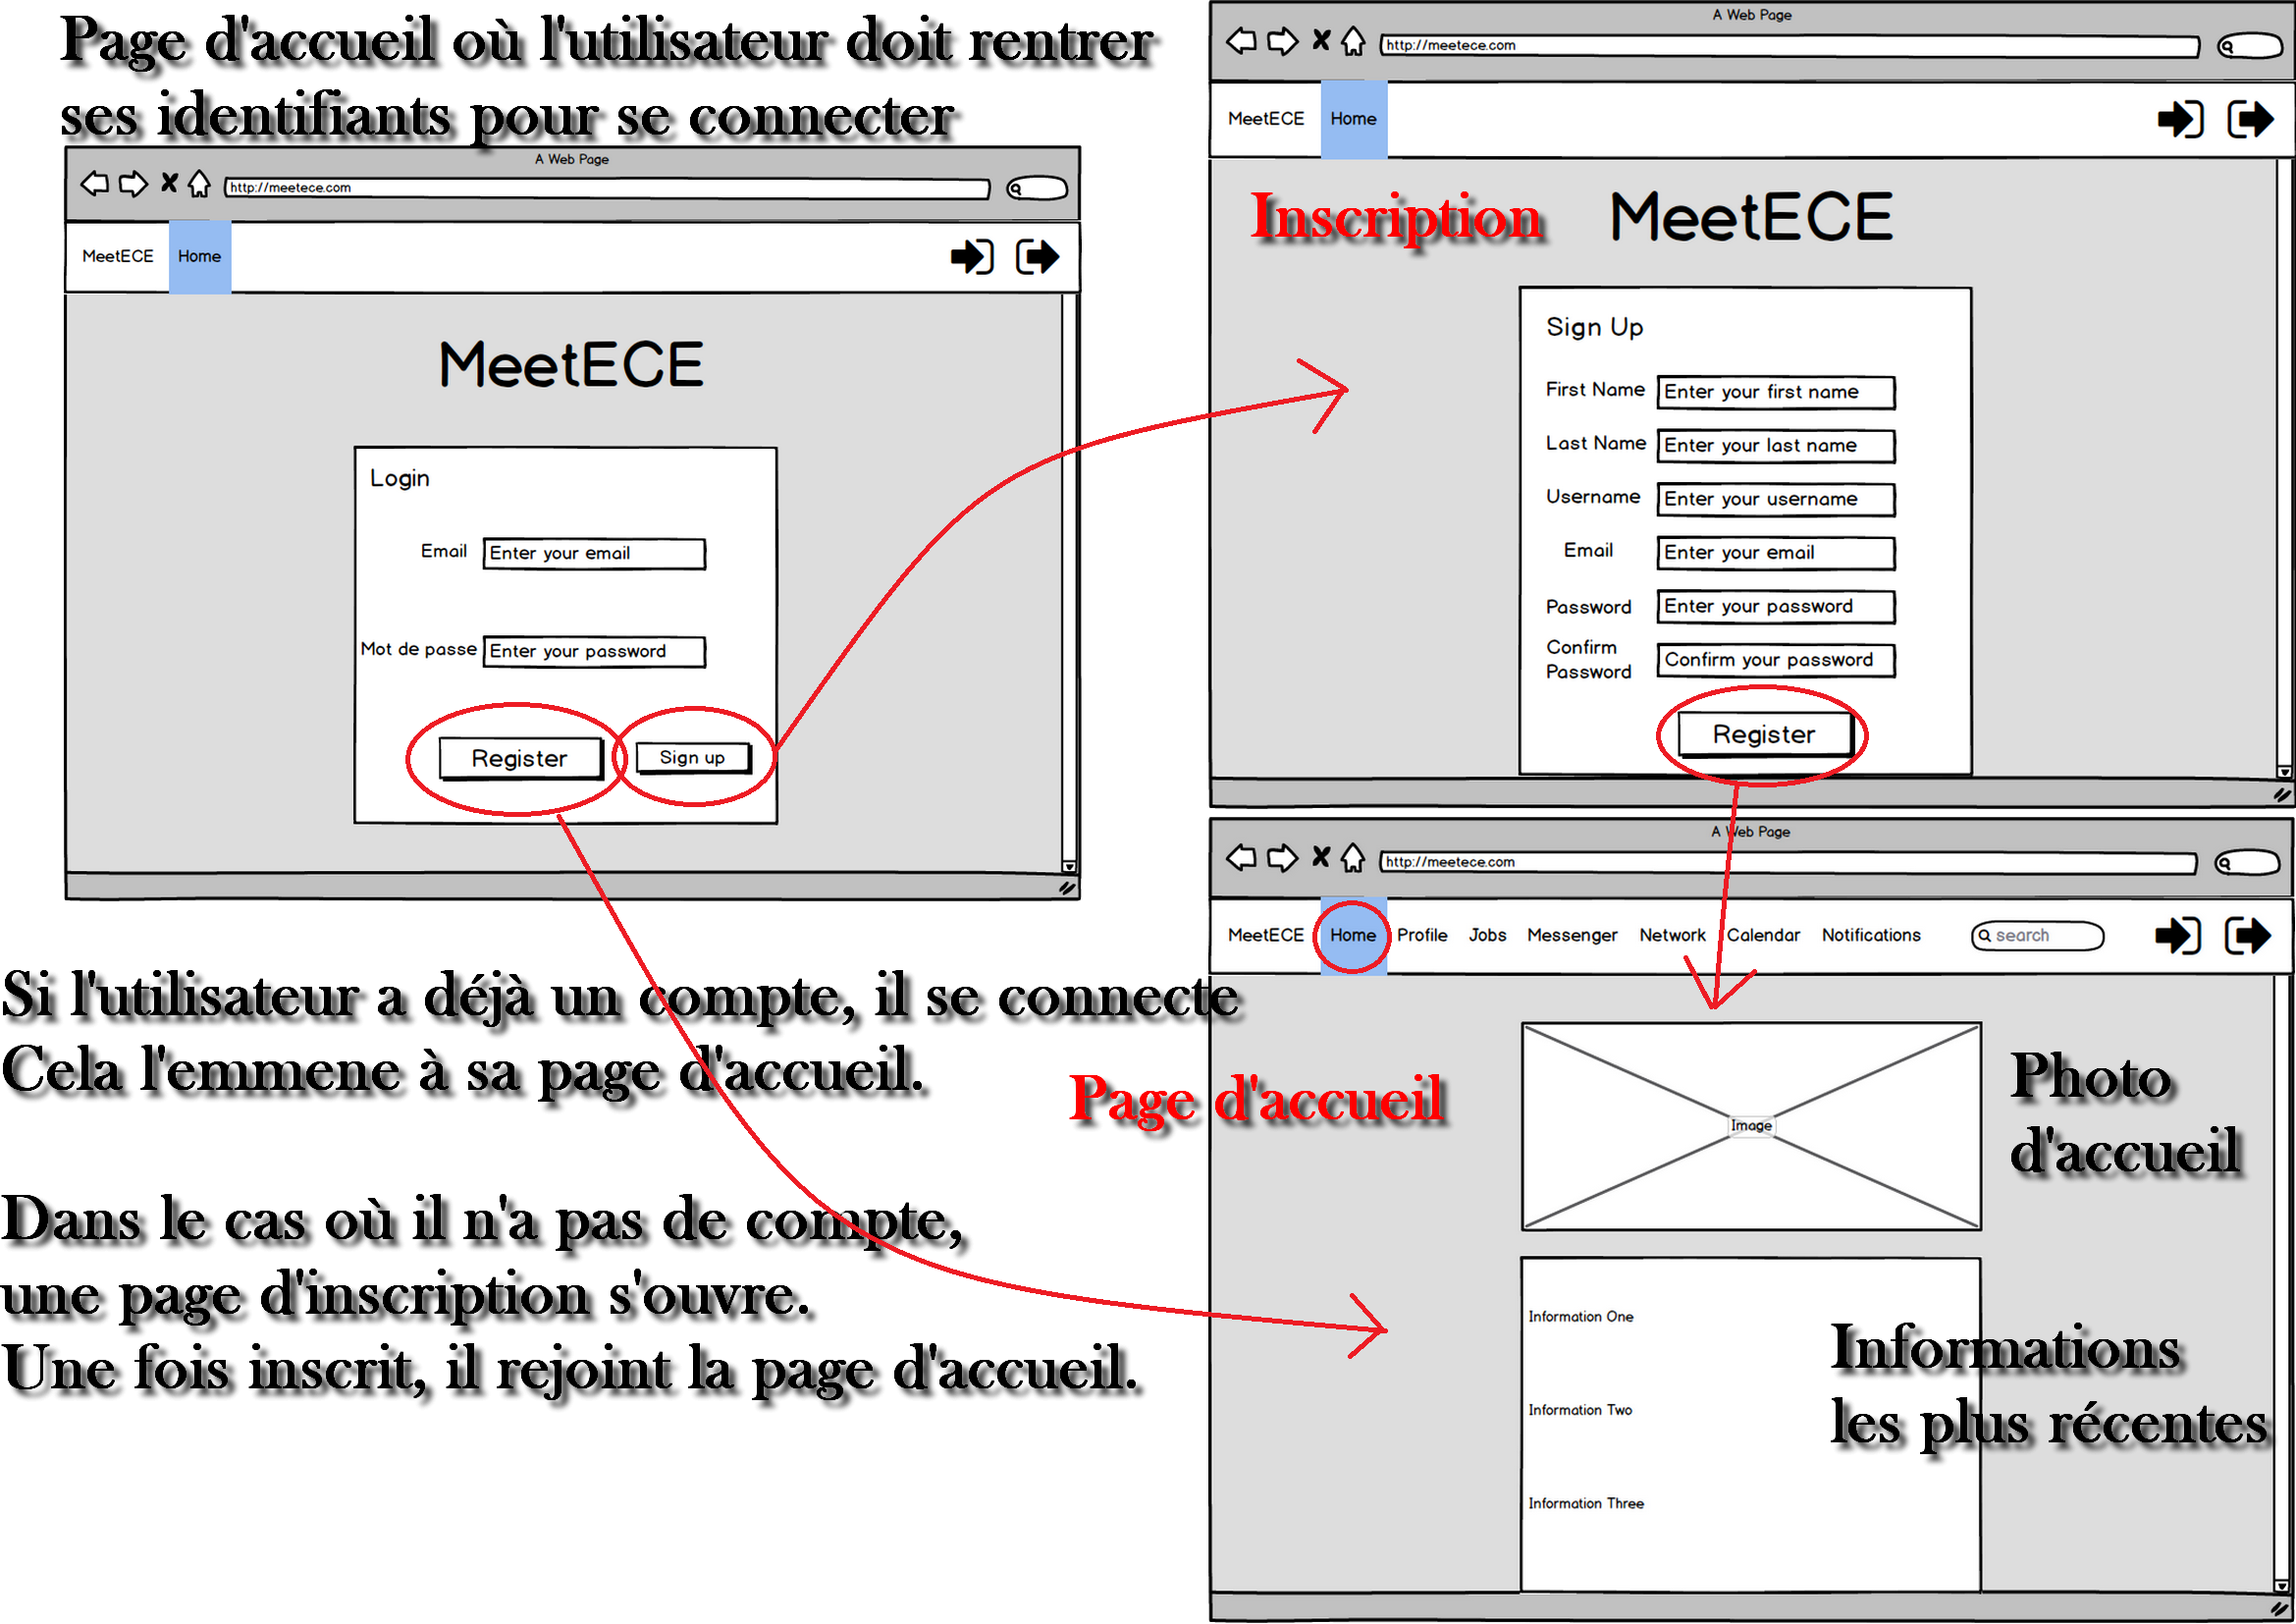 Page d'accueil où l'utilisateur doit rentrer
ses identifiants pour se connecter
A Web Page
http://meetece.com
MeetECE Home
MeetECE
Login
Email Enter your email
Mot de passe Enter your password
Register Sign up
A Web Page
http://meetece.com
MeetECE Home
Inscription MeetECE
Sign Up
First Name Enter your first name
Last Name Enter your last name
Username Enter your username
Email Enter your email
Password Enter your password
Confirm
Password Confirm your password
Register
Si l'utilisateur a déjà un compte, il se connecte
Cela l'emmene à sa page d'accueil.
Dans le cas où il n'a pas de compte,
une page d'inscription s'ouvre.
Une fois inscrit, il rejoint la page d'accueil.
A Web Page
http://meetece.com
MeetECE Home Profile Jobs Messenger Network Calendar Notifications search
Page d'accueil
Image
Photo
d'accueil
Information One
Information Two
Information Three
Informations
les plus récentes